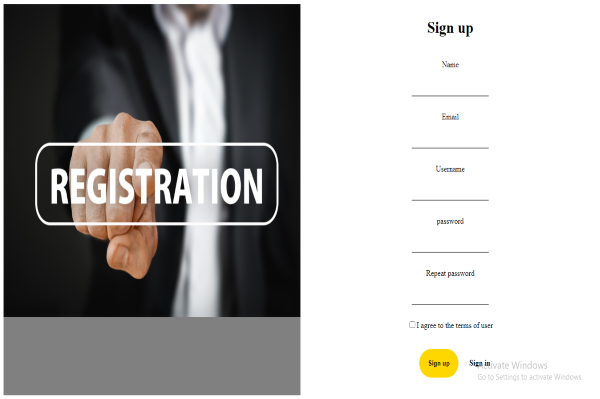 REGISTRATION
Sign up
Name
Email
Username
password
Repeat password
I agree to the terms of user
Sign up
Sign in
Activate Windows
Go to Settings to activate Windows.